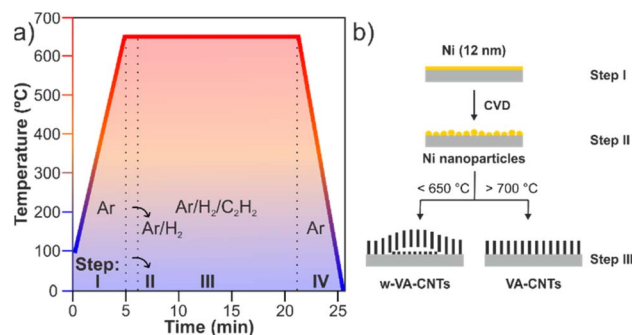 a)
Temperature (ºC)
700
600
500
400
300
200
100
0
Ar
Ar/H₂
Ar/H₂/C₂H₂
Ar
Step:
I
II
III
IV
0
5
10
15
20
25
Time (min)
b)
Ni (12 nm)
Step I
CVD
Step II
Ni nanoparticles
< 650 °C
> 700 °C
Step III
w-VA-CNTs
VA-CNTs